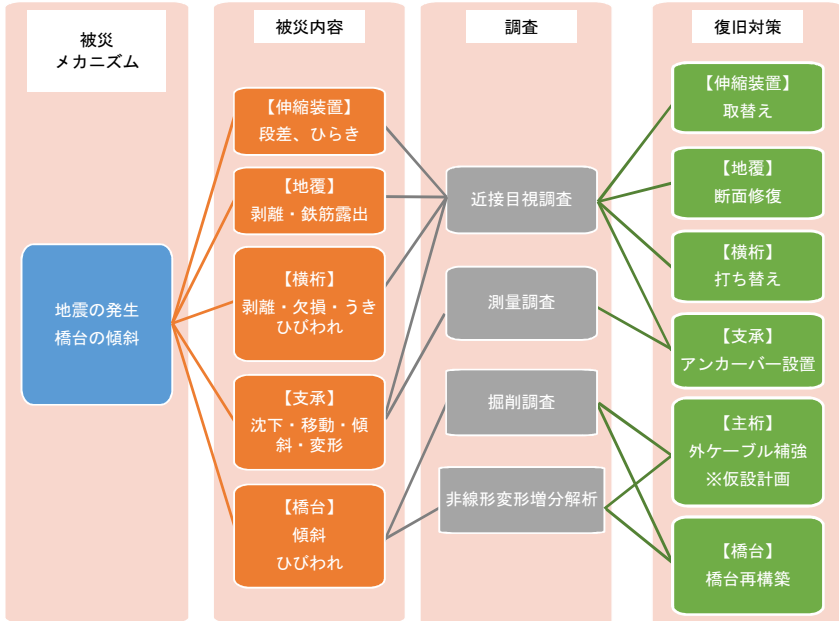 被災
メカニズム
地震の発生
橋台の傾斜
被災内容
【伸縮装置】
段差、ひらき
【地覆】
剥離・鉄筋露出
【横桁】
剥離・欠損・うき
ひびわれ
【支承】
沈下・移動・傾
斜・変形
【橋台】
傾斜
ひびわれ
調査
近接目視調査
測量調査
掘削調査
非線形変形増分解析
復旧対策
【伸縮装置】
取替え
【地覆】
断面修復
【横桁】
打ち替え
【支承】
アンカーバー設置
【主桁】
外ケーブル補強
※仮設計画
【橋台】
橋台再構築